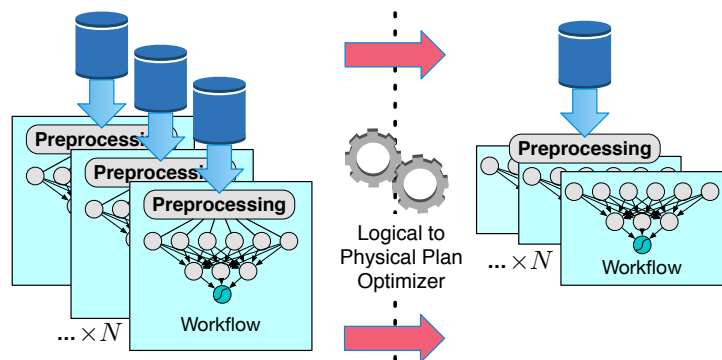 Preprocessing
Preprocessing
Preprocessing
... × N
Workflow
Logical to
Physical Plan
Optimizer
Preprocessing
... × N
Workflow